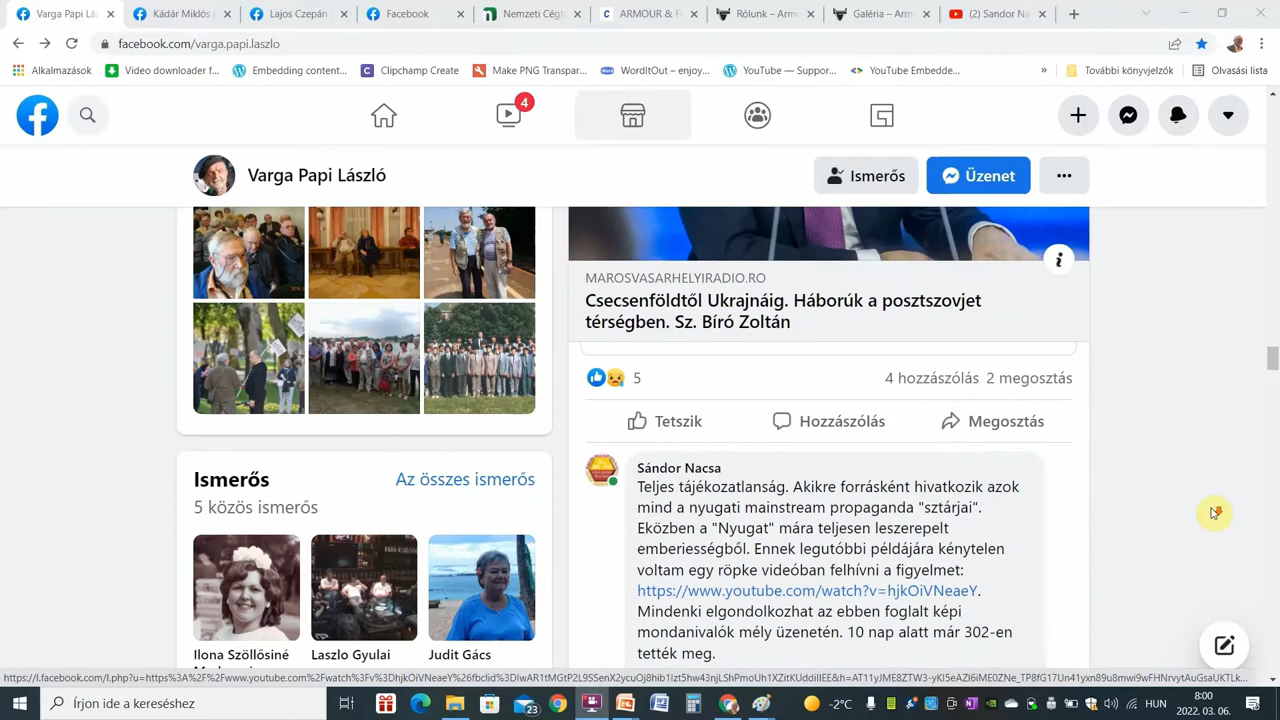 Varga Papi Lás
Kádár Miklós |
Lajos Czepán
Facebook
Nemzeti Cégt
ARMOUR & F
Rólunk – Arm
Galéria – Arm
(2) Sandor Na
facebook.com/varga.papi.laszlo
Alkalmazások
Video downloader f...
Embedding content...
Clipchamp Create
Make PNG Transpar...
WordItOut – enjoy...
YouTube — Suppor...
YouTube Embedde...
»
További könyvjelzők
Olvasási lista
4
Varga Papi László
Ismerős
Üzenet
MAROSVASARHELYIRADIO.RO
Csecsenföldtől Ukrajnáig. Háborúk a posztszovjet
térségben. Sz. Bíró Zoltán
5
4 hozzászólás 2 megosztás
Tetszik
Hozzászólás
Megosztás
Ismerős
Az összes ismerős
5 közös ismerős
Ilona Szöllősiné
Laszlo Gyulai
Judit Gács
Sándor Nacsa
Teljes tájékozatlanság. Akikre forrásként hivatkozik azok
mind a nyugati mainstream propaganda "sztárjai".
Eközben a "Nyugat" mára teljesen leszerepelt
emberiességből. Ennek legutóbbi példájára kénytelen
voltam egy röpke videóban felhívni a figyelmet:
https://www.youtube.com/watch?v=hjkOiVNeaeY.
Mindenki elgondolkozhat az ebben foglalt képi
mondanivalók mély üzenetén. 10 nap alatt már 302-en
tették meg.
Írjon ide a kereséshez
23
-2°C
HUN
8:00
2022. 03. 06.